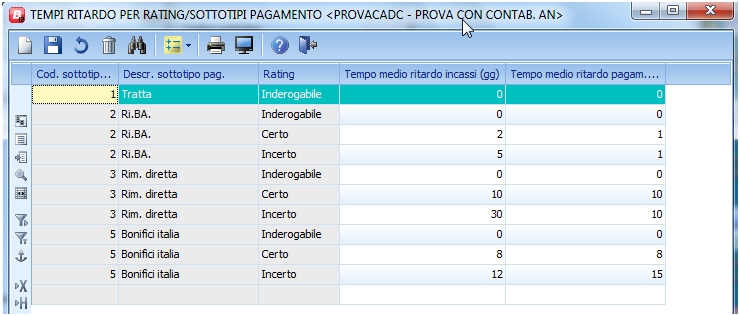 TEMPI RITARDO PER RATING/SOTTOTIPI PAGAMENTO <PROVACADC - PROVA CON CONTAB. AN>
Cod. sottotip... Descr. sottotipo pag. Rating Tempo medio ritardo incassi (gg) Tempo medio ritardo pagam....
1 Tratta Inderogabile 0 0
2 Ri.BA. Inderogabile 0 0
2 Ri.BA. Certo 2 1
2 Ri.BA. Incerto 5 1
3 Rim. diretta Inderogabile 0 0
3 Rim. diretta Certo 10 10
3 Rim. diretta Incerto 30 10
5 Bonifici italia Inderogabile 0 0
5 Bonifici italia Certo 8 8
5 Bonifici italia Incerto 12 15